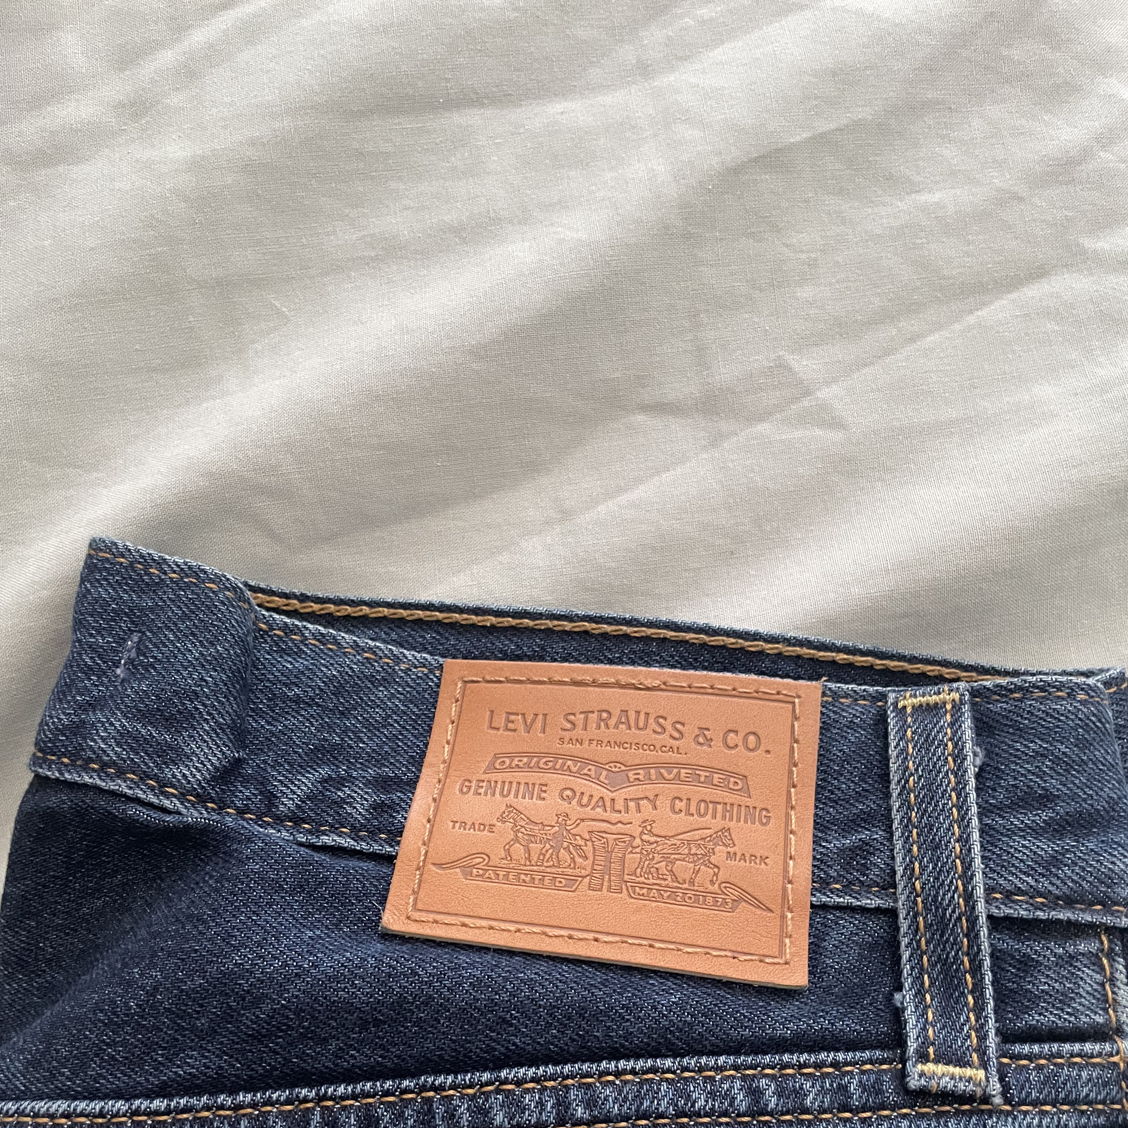 LEVI STRAUSS & CO.
SAN FRANCISCO, CAL.
ORIGINAL RIVETED
GENUINE QUALITY CLOTHING
TRADE MARK
PATENTED MAY 20 1873